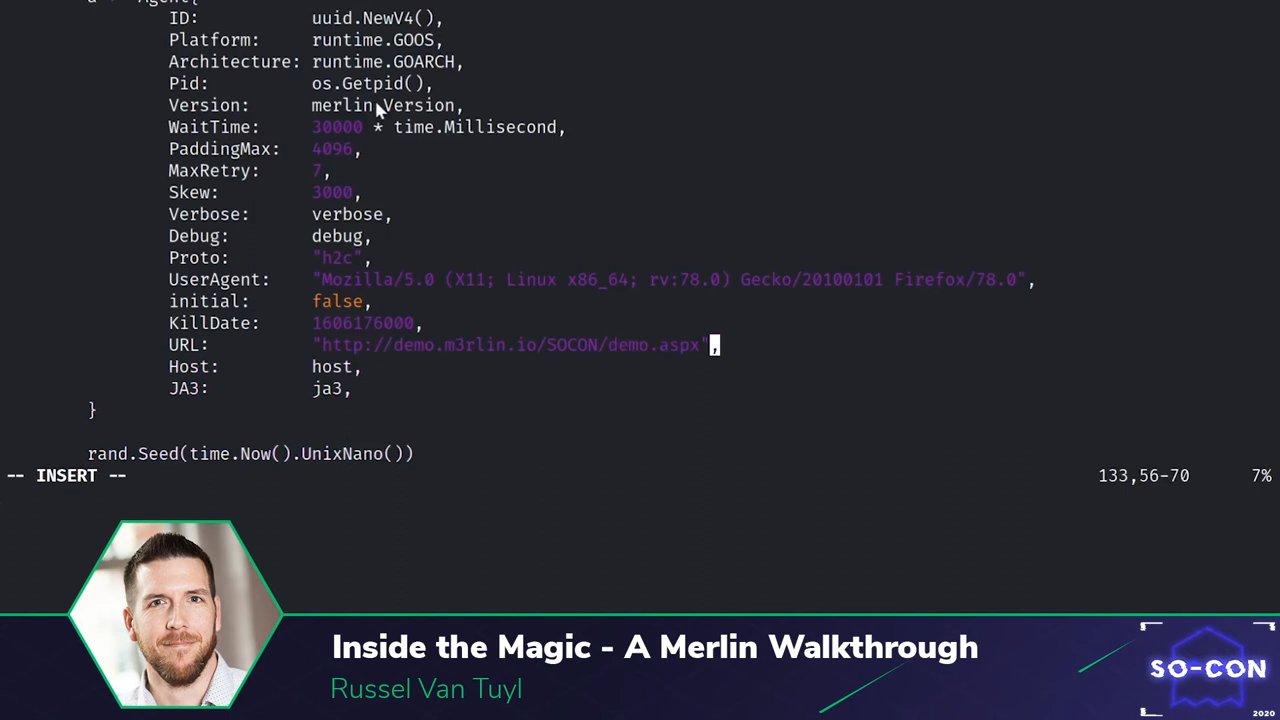 ID: uuid.NewV4(),
Platform: runtime.GOOS,
Architecture: runtime.GOARCH,
Pid: os.Getpid(),
Version: merlin.Version,
WaitTime: 30000 * time.Millisecond,
PaddingMax: 4096,
MaxRetry: 7,
Skew: 3000,
Verbose: verbose,
Debug: debug,
Proto: "h2c",
UserAgent: "Mozilla/5.0 (X11; Linux x86_64; rv:78.0) Gecko/20100101 Firefox/78.0",
initial: false,
KillDate: 1606176000,
URL: "http://demo.m3rlin.io/SOCON/demo.aspx",
Host: host,
JA3: ja3,
}
rand.Seed(time.Now().UnixNano())
-- INSERT -- 133,56-70 7%
Inside the Magic - A Merlin Walkthrough
Russel Van Tuyl
SO-CON
2020